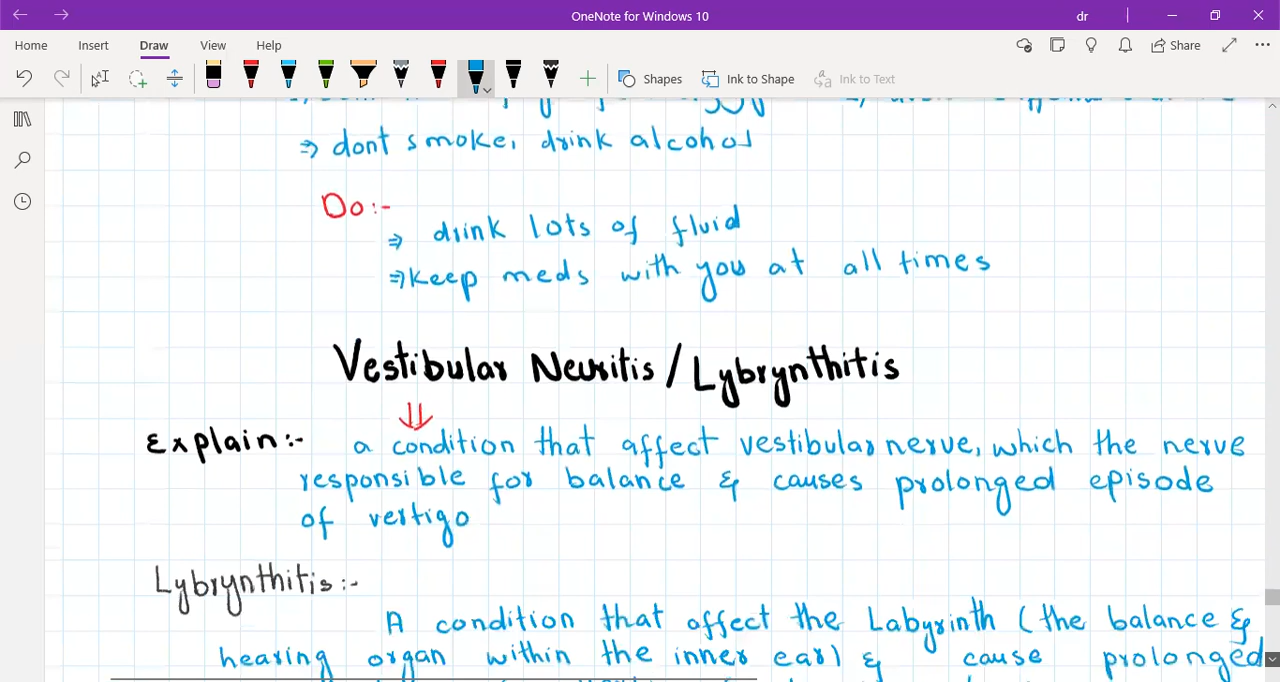 OneNote for Windows 10
dr
Home Insert Draw View Help
Share
Shapes Ink to Shape Ink to Text
⇒ dont smoke, drink alcohol
Do:-
⇒ drink lots of fluid
⇒ keep meds with you at all times
Vestibular Neuritis / Lybrynthitis
Explain:- a condition that affect vestibular nerve, which the nerve
responsible for balance & causes prolonged episode
of vertigo
Lybrynthitis:-
A condition that affect the Labyrinth (the balance &
hearing organ within the inner ear) & cause prolonged